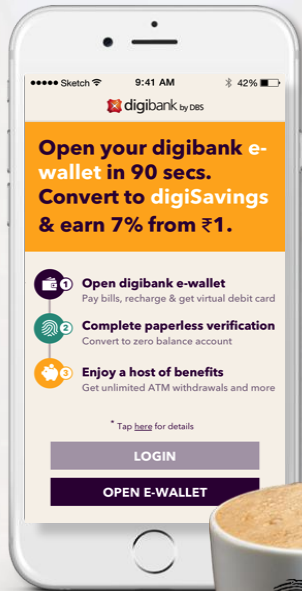 ●●●●● Sketch 9:41 AM 42%
digibank by DBS
Open your digibank e-
wallet in 90 secs.
Convert to digiSavings
& earn 7% from ₹1.
1 Open digibank e-wallet
Pay bills, recharge & get virtual debit card
2 Complete paperless verification
Convert to zero balance account
3 Enjoy a host of benefits
Get unlimited ATM withdrawals and more
* Tap here for details
LOGIN
OPEN E-WALLET